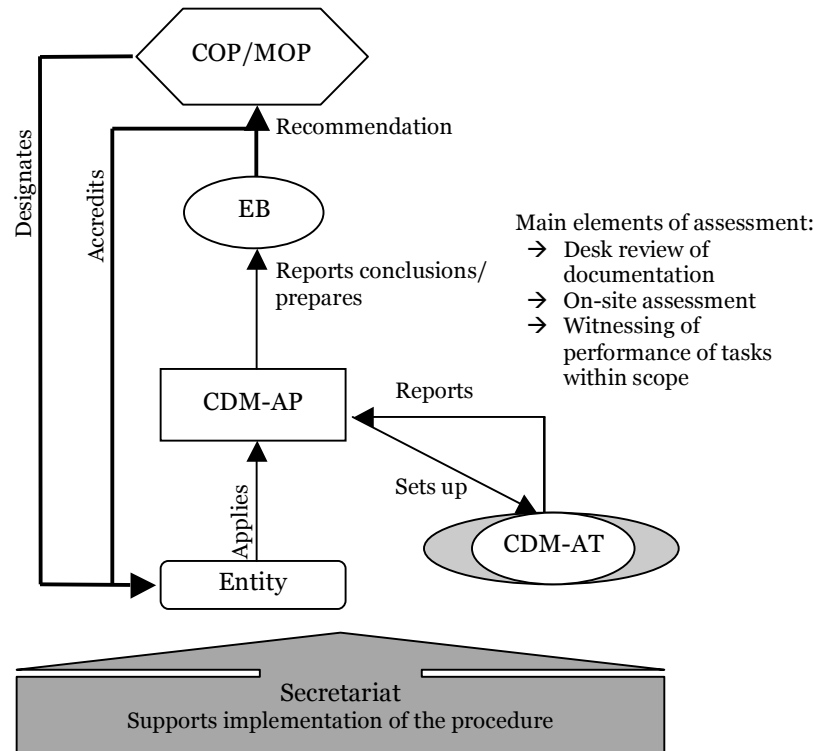 COP/MOP
Recommendation
Designates
Accredits
EB
Main elements of assessment:
→ Desk review of
documentation
→ On-site assessment
→ Witnessing of
performance of tasks
within scope
Reports conclusions/
prepares
CDM-AP
Reports
Sets up
Applies
CDM-AT
Entity
Secretariat
Supports implementation of the procedure